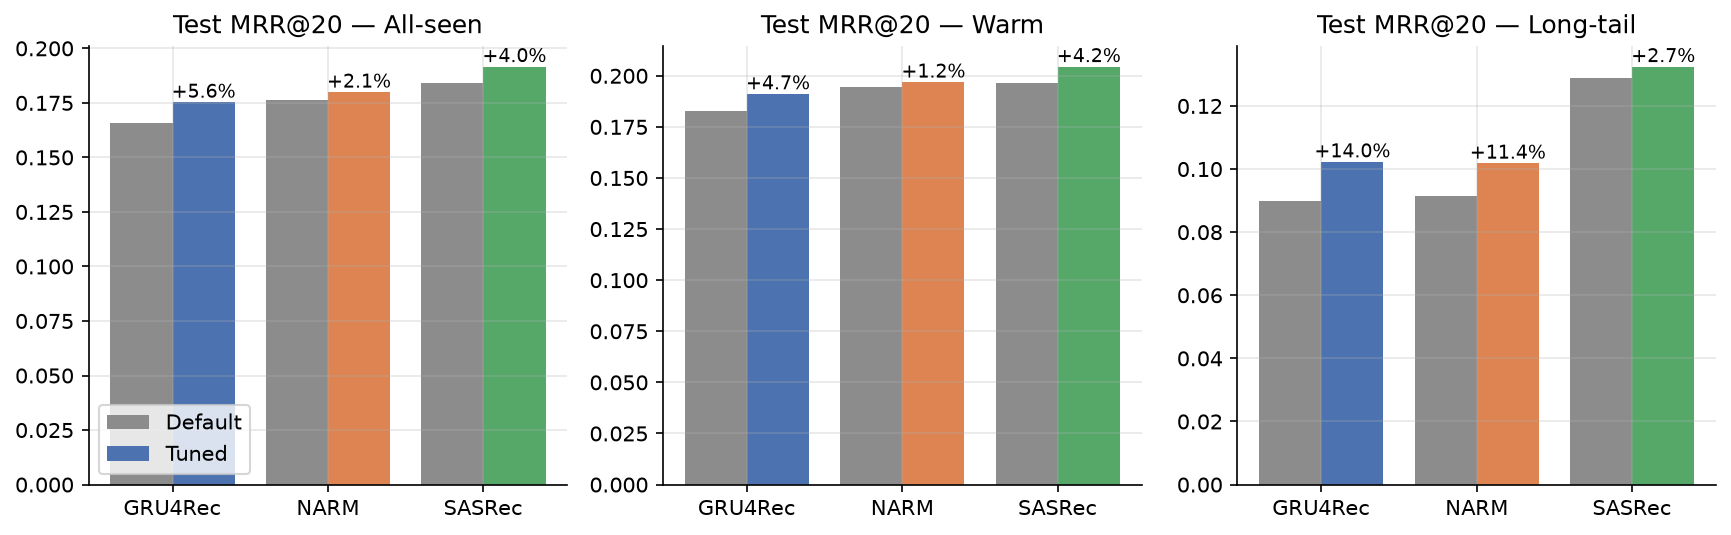 Test MRR@20 — All-seen
0.200
0.175
0.150
0.125
0.100
0.075
0.050
0.025
0.000
+5.6%
+2.1%
+4.0%
Default
Tuned
GRU4Rec
NARM
SASRec
Test MRR@20 — Warm
0.200
0.175
0.150
0.125
0.100
0.075
0.050
0.025
0.000
+4.7%
+1.2%
+4.2%
GRU4Rec
NARM
SASRec
Test MRR@20 — Long-tail
0.12
0.10
0.08
0.06
0.04
0.02
0.00
+14.0%
+11.4%
+2.7%
GRU4Rec
NARM
SASRec